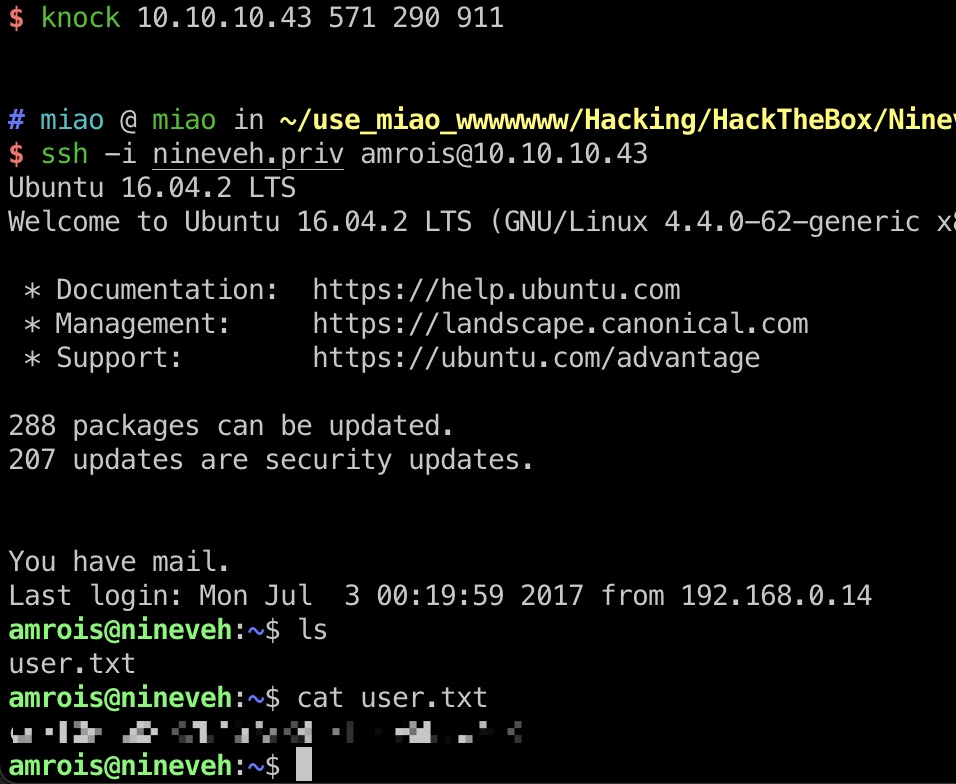 $ knock 10.10.10.43 571 290 911
# miao @ miao in ~/use_miao_wwwwwww/Hacking/HackTheBox/Ninev
$ ssh -i nineveh.priv amrois@10.10.10.43
Ubuntu 16.04.2 LTS
Welcome to Ubuntu 16.04.2 LTS (GNU/Linux 4.4.0-62-generic x8
* Documentation:  https://help.ubuntu.com
* Management:     https://landscape.canonical.com
* Support:        https://ubuntu.com/advantage
288 packages can be updated.
207 updates are security updates.
You have mail.
Last login: Mon Jul  3 00:19:59 2017 from 192.168.0.14
amrois@nineveh:~$ ls
user.txt
amrois@nineveh:~$ cat user.txt
amrois@nineveh:~$